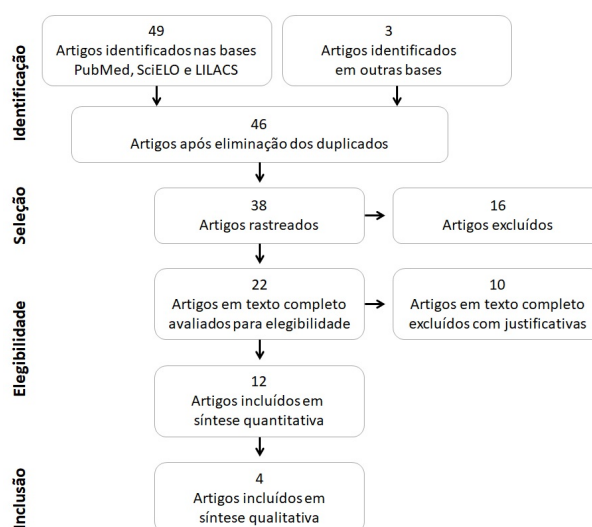 Identificação
49
Artigos identificados nas bases
PubMed, SciELO e LILACS
3
Artigos identificados
em outras bases
46
Artigos após eliminação dos duplicados
Seleção
38
Artigos rastreados
16
Artigos excluídos
Elegibilidade
22
Artigos em texto completo
avaliados para elegibilidade
10
Artigos em texto completo
excluídos com justificativas
12
Artigos incluídos em
síntese quantitativa
Inclusão
4
Artigos incluídos em
síntese qualitativa